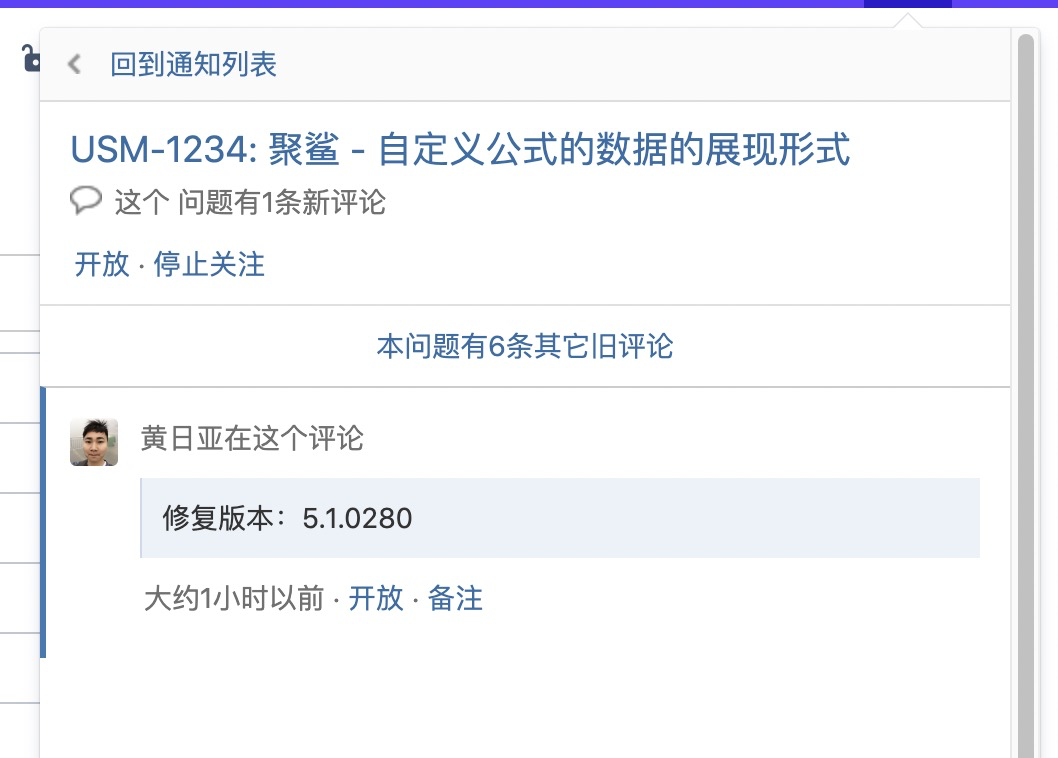 回到通知列表
USM-1234: 聚鲨 - 自定义公式的数据的展现形式
这个 问题有1条新评论
开放 · 停止关注
本问题有6条其它旧评论
黄日亚在这个评论
修复版本：5.1.0280
大约1小时以前 · 开放 · 备注